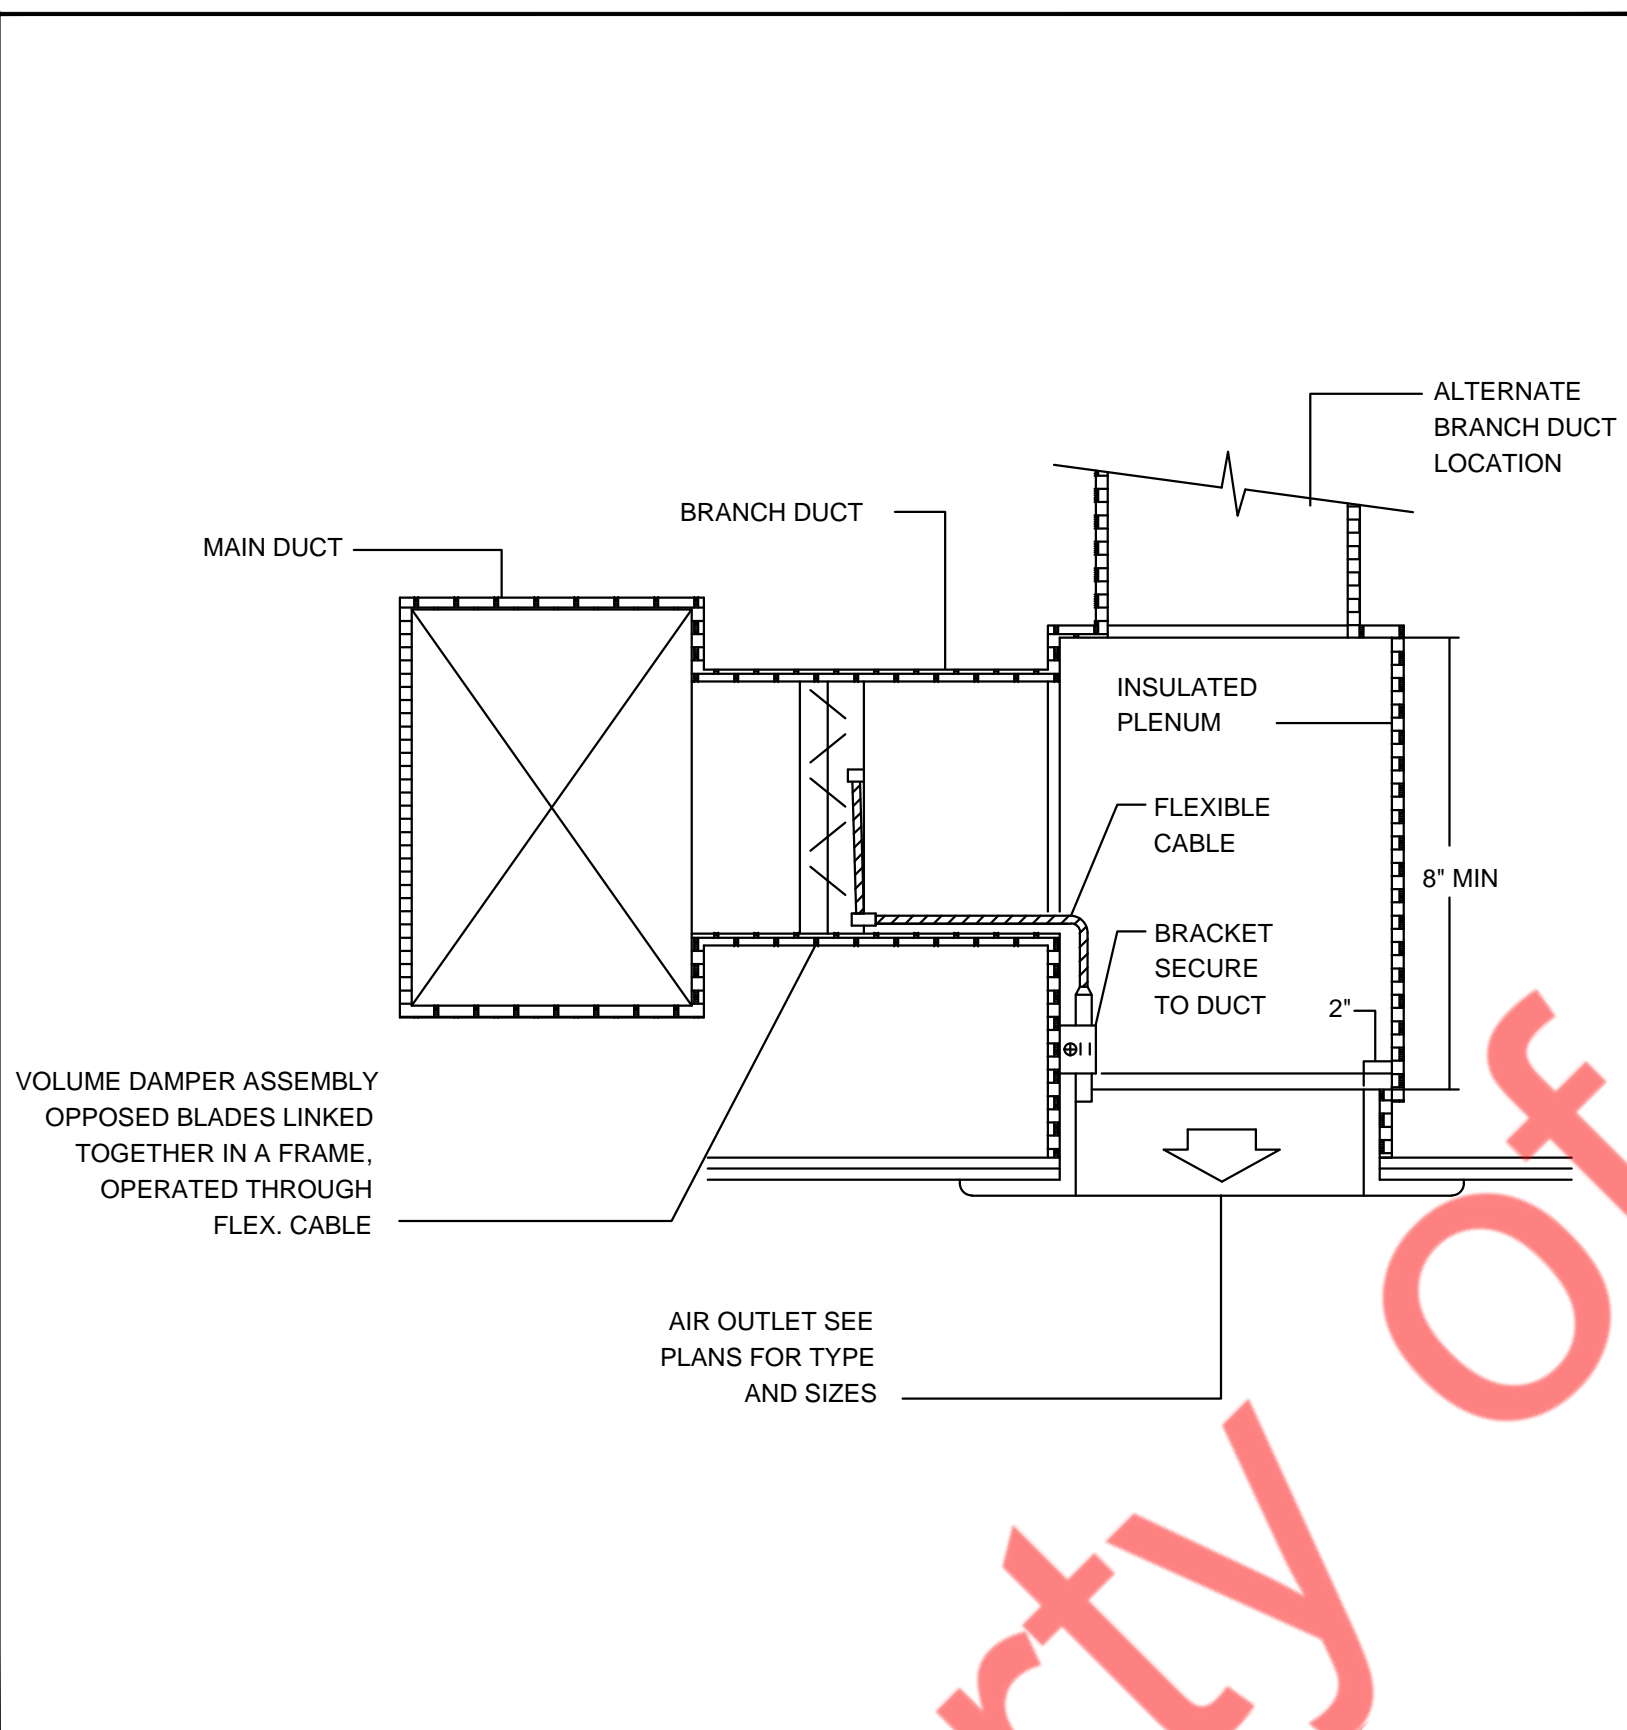 ALTERNATE
BRANCH DUCT
LOCATION
BRANCH DUCT
MAIN DUCT
INSULATED
PLENUM
FLEXIBLE
CABLE
8" MIN
BRACKET
SECURE
TO DUCT
2"
VOLUME DAMPER ASSEMBLY
OPPOSED BLADES LINKED
TOGETHER IN A FRAME,
OPERATED THROUGH
FLEX. CABLE
AIR OUTLET SEE
PLANS FOR TYPE
AND SIZES
rty of